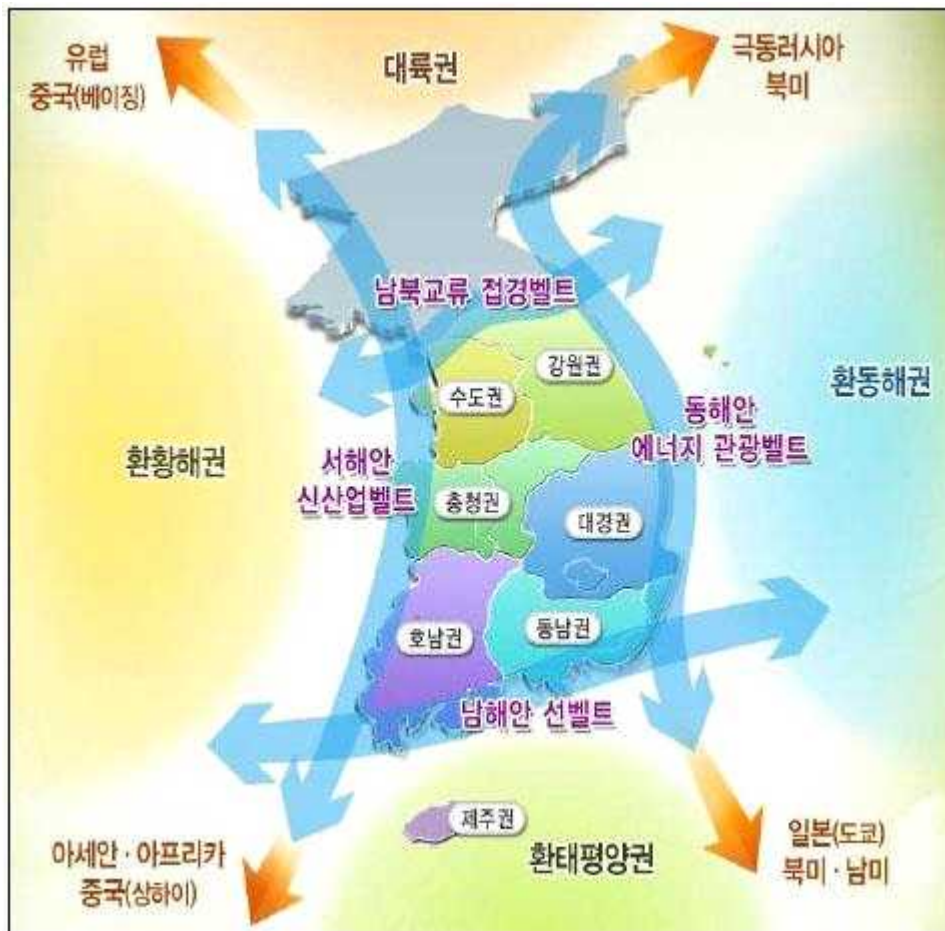 유럽
중국(베이징)
대륙권
극동러시아
북미
남북교류 접경벨트
강원권
수도권
환동해권
동해안
에너지 관광벨트
환황해권
서해안
신산업벨트
충청권
대경권
호남권
동남권
남해안 선벨트
제주권
환태평양권
아세안·아프리카
중국(상하이)
일본(도쿄)
북미·남미